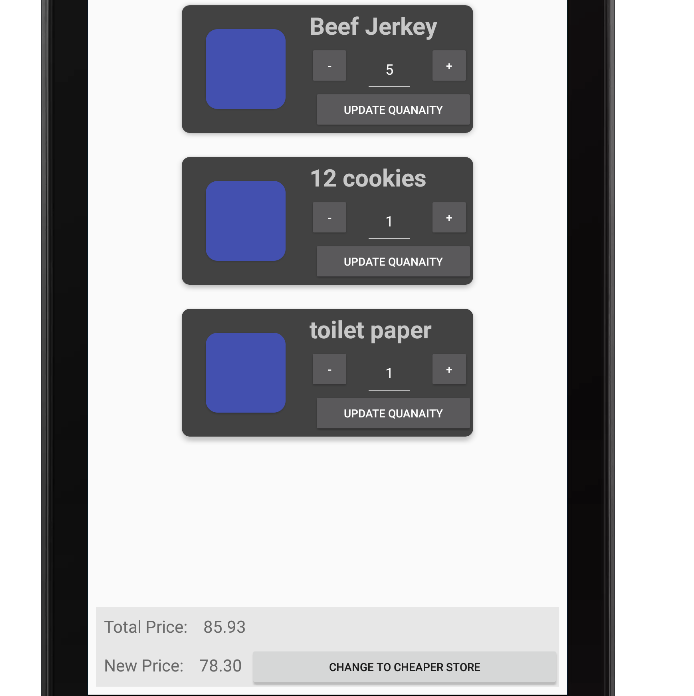 Beef Jerkey
- 5 +
UPDATE QUANAITY
12 cookies
- 1 +
UPDATE QUANAITY
toilet paper
- 1 +
UPDATE QUANAITY
Total Price: 85.93
New Price: 78.30 CHANGE TO CHEAPER STORE